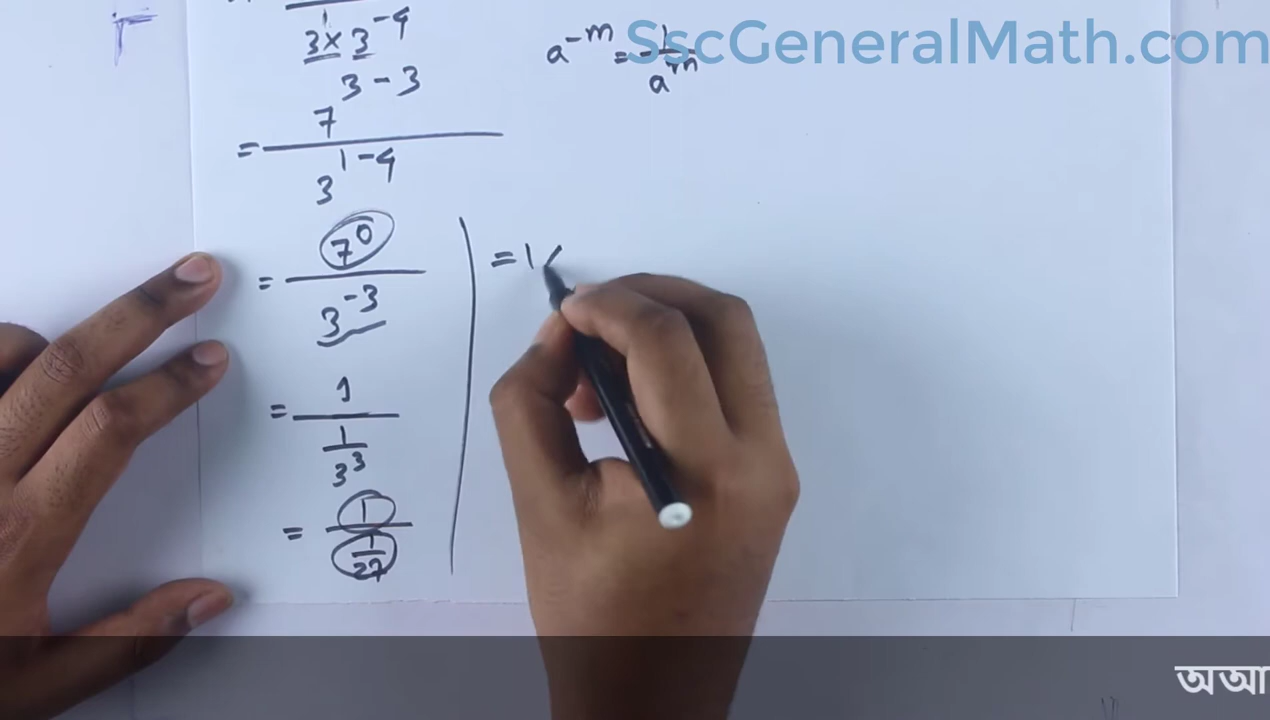 SscGeneralMath.com
3 × 3^-4
a^-m = 1/a^m
= 7^3-3
3^1-4
= 7^0
3^-3
= 1/
= 1
1
3^3
= 1
1
27
অআ